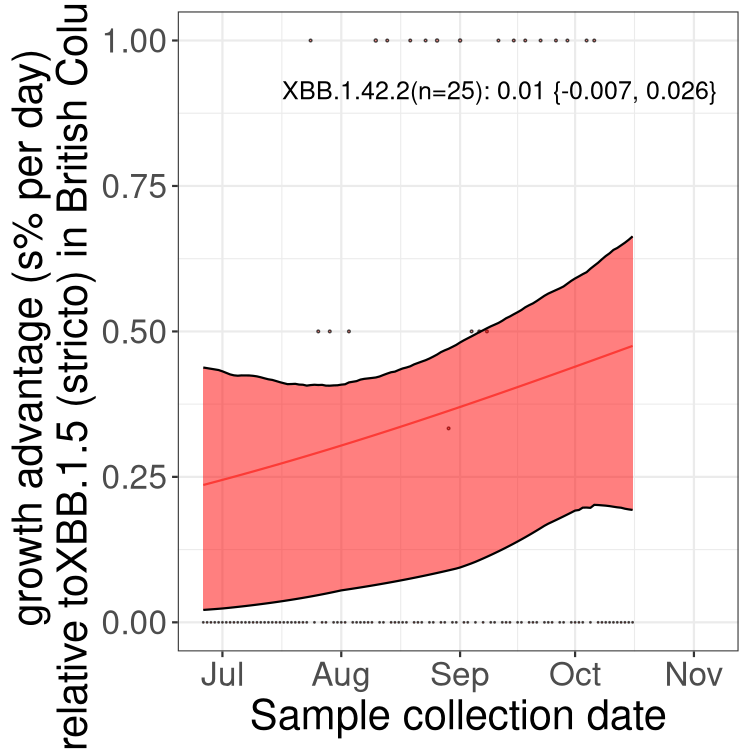 growth advantage (s% per day)
relative toXBB.1.5 (stricto) in British Colu
1.00
0.75
0.50
0.25
0.00
XBB.1.42.2(n=25): 0.01 {-0.007, 0.026}
Jul Aug Sep Oct Nov
Sample collection date